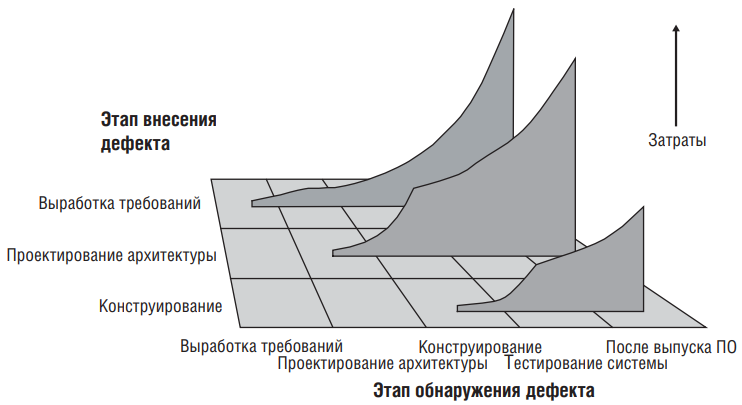 Этап внесения
дефекта
Затраты
Выработка требований
Проектирование архитектуры
Конструирование
Выработка требований
Проектирование архитектуры
Конструирование
Тестирование системы
После выпуска ПО
Этап обнаружения дефекта